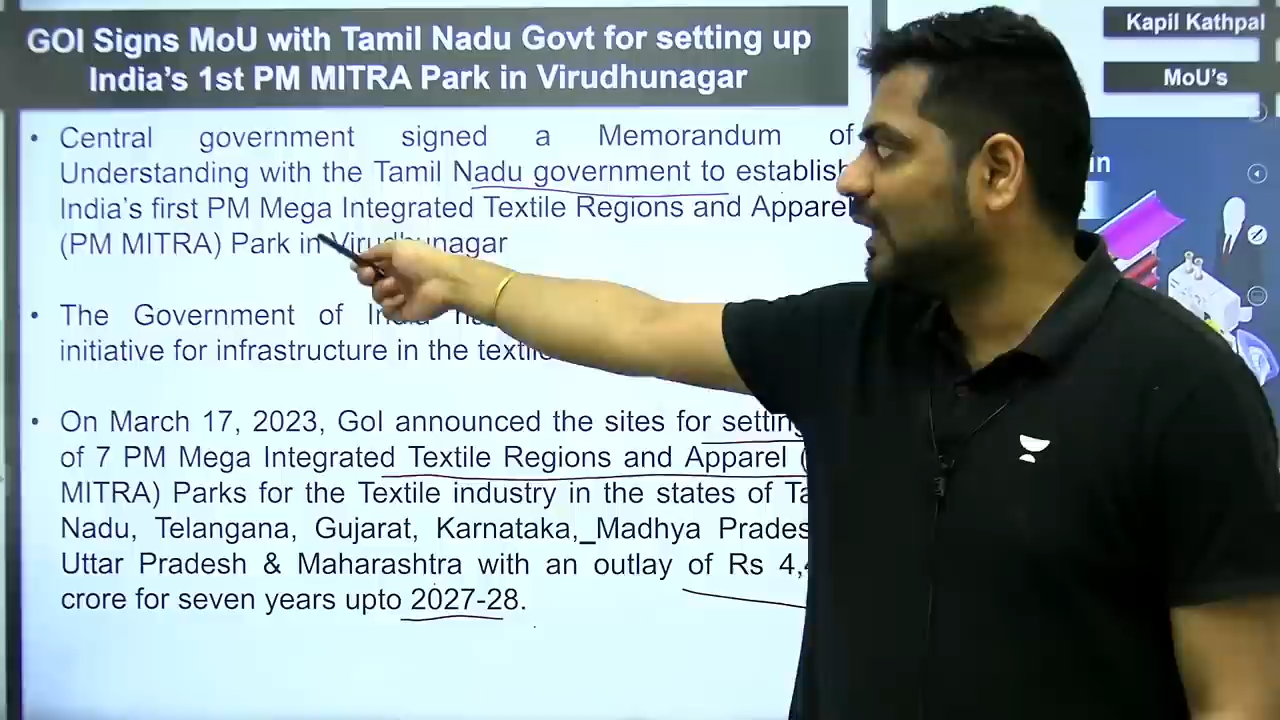 GOI Signs MoU with Tamil Nadu Govt for setting up
India's 1st PM MITRA Park in Virudhunagar
Kapil Kathpal
MoU's
in
• Central government signed a Memorandum of
Understanding with the Tamil Nadu government to establish
India's first PM Mega Integrated Textile Regions and Apparel
(PM MITRA) Park in Virudhunagar
• The Government of India
initiative for infrastructure in the textile
• On March 17, 2023, GoI announced the sites for setting
of 7 PM Mega Integrated Textile Regions and Apparel (
MITRA) Parks for the Textile industry in the states of
Nadu, Telangana, Gujarat, Karnataka, Madhya
Uttar Pradesh & Maharashtra with an outlay of Rs
crore for seven years upto 2027-28.